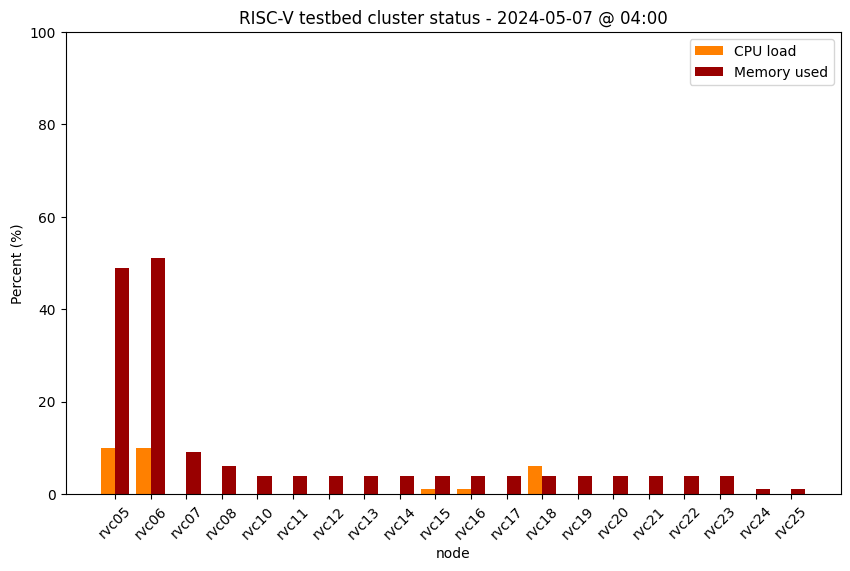 RISC-V testbed cluster status - 2024-05-07 @ 04:00
CPU load
Memory used
100
80
60
40
20
0
Percent (%)
rvc05
rvc06
rvc07
rvc08
rvc10
rvc11
rvc12
rvc13
rvc14
rvc15
rvc16
rvc17
rvc18
rvc19
rvc20
rvc21
rvc22
rvc23
rvc24
rvc25
node